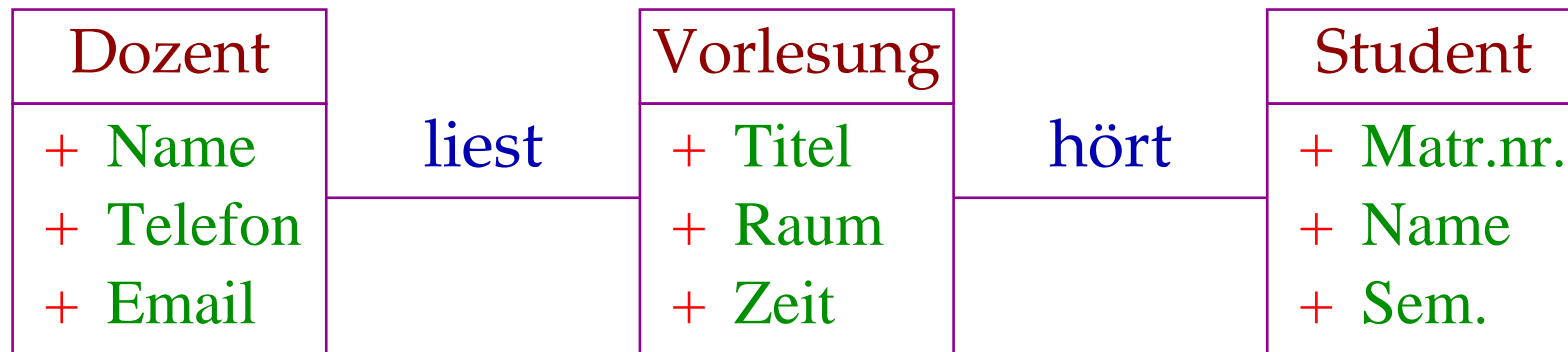 Dozent
+ Name
+ Telefon
+ Email
liest
Vorlesung
+ Titel
+ Raum
+ Zeit
hört
Student
+ Matr.nr.
+ Name
+ Sem.